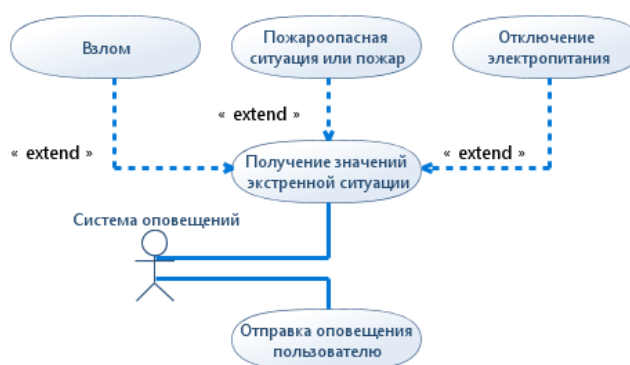 Взлом
Пожароопасная
ситуация или пожар
Отключение
электропитания
« extend »
« extend »
« extend »
Получение значений
экстренной ситуации
Система оповещений
Отправка оповещения
пользователю